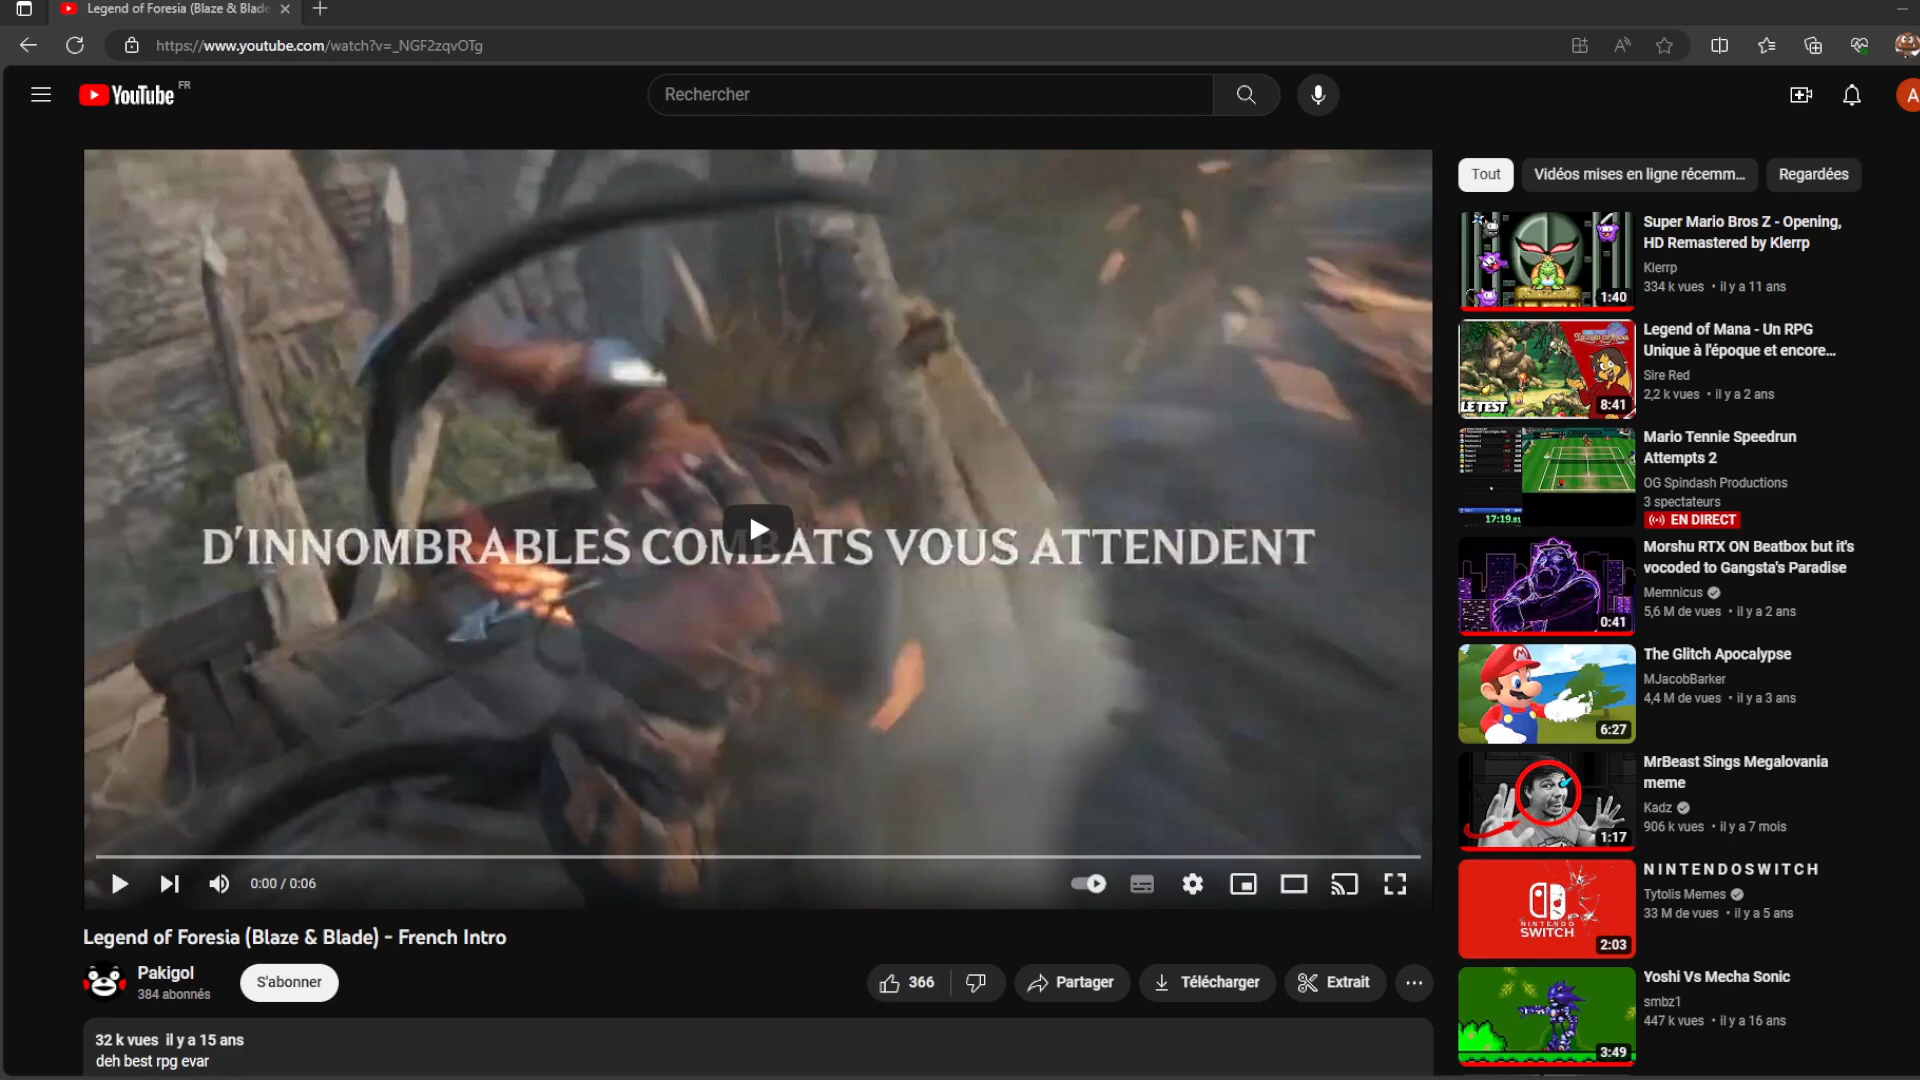 Legend of Foresia (Blaze & Blade
https://www.youtube.com/watch?v=_NGF2zqvOTg
YouTube FR
Rechercher
A
D'INNOMBRABLES COMBATS VOUS ATTENDENT
0:00 / 0:06
Legend of Foresia (Blaze & Blade) - French Intro
Pakigol
384 abonnés
S'abonner
366
Partager
Télécharger
Extrait
32 k vues il y a 15 ans
deh best rpg evar
Tout
Vidéos mises en ligne récemm...
Regardées
Super Mario Bros Z - Opening,
HD Remastered by Klerrp
Klerrp
334 k vues • il y a 11 ans
1:40
Legend of Mana - Un RPG
Unique à l'époque et encore...
Sire Red
2,2 k vues • il y a 2 ans
LE TEST
8:41
Mario Tennie Speedrun
Attempts 2
OG Spindash Productions
3 spectateurs
EN DIRECT
17:19.81
Morshu RTX ON Beatbox but it's
vocoded to Gangsta's Paradise
Memnicus
5,6 M de vues • il y a 2 ans
0:41
The Glitch Apocalypse
MJacobBarker
4,4 M de vues • il y a 3 ans
6:27
MrBeast Sings Megalovania
meme
Kadz
906 k vues • il y a 7 mois
1:17
N I N T E N D O S W I T C H
Tytolis Memes
33 M de vues • il y a 5 ans
NINTENDO
SWITCH
2:03
Yoshi Vs Mecha Sonic
smbz1
447 k vues • il y a 16 ans
3:49